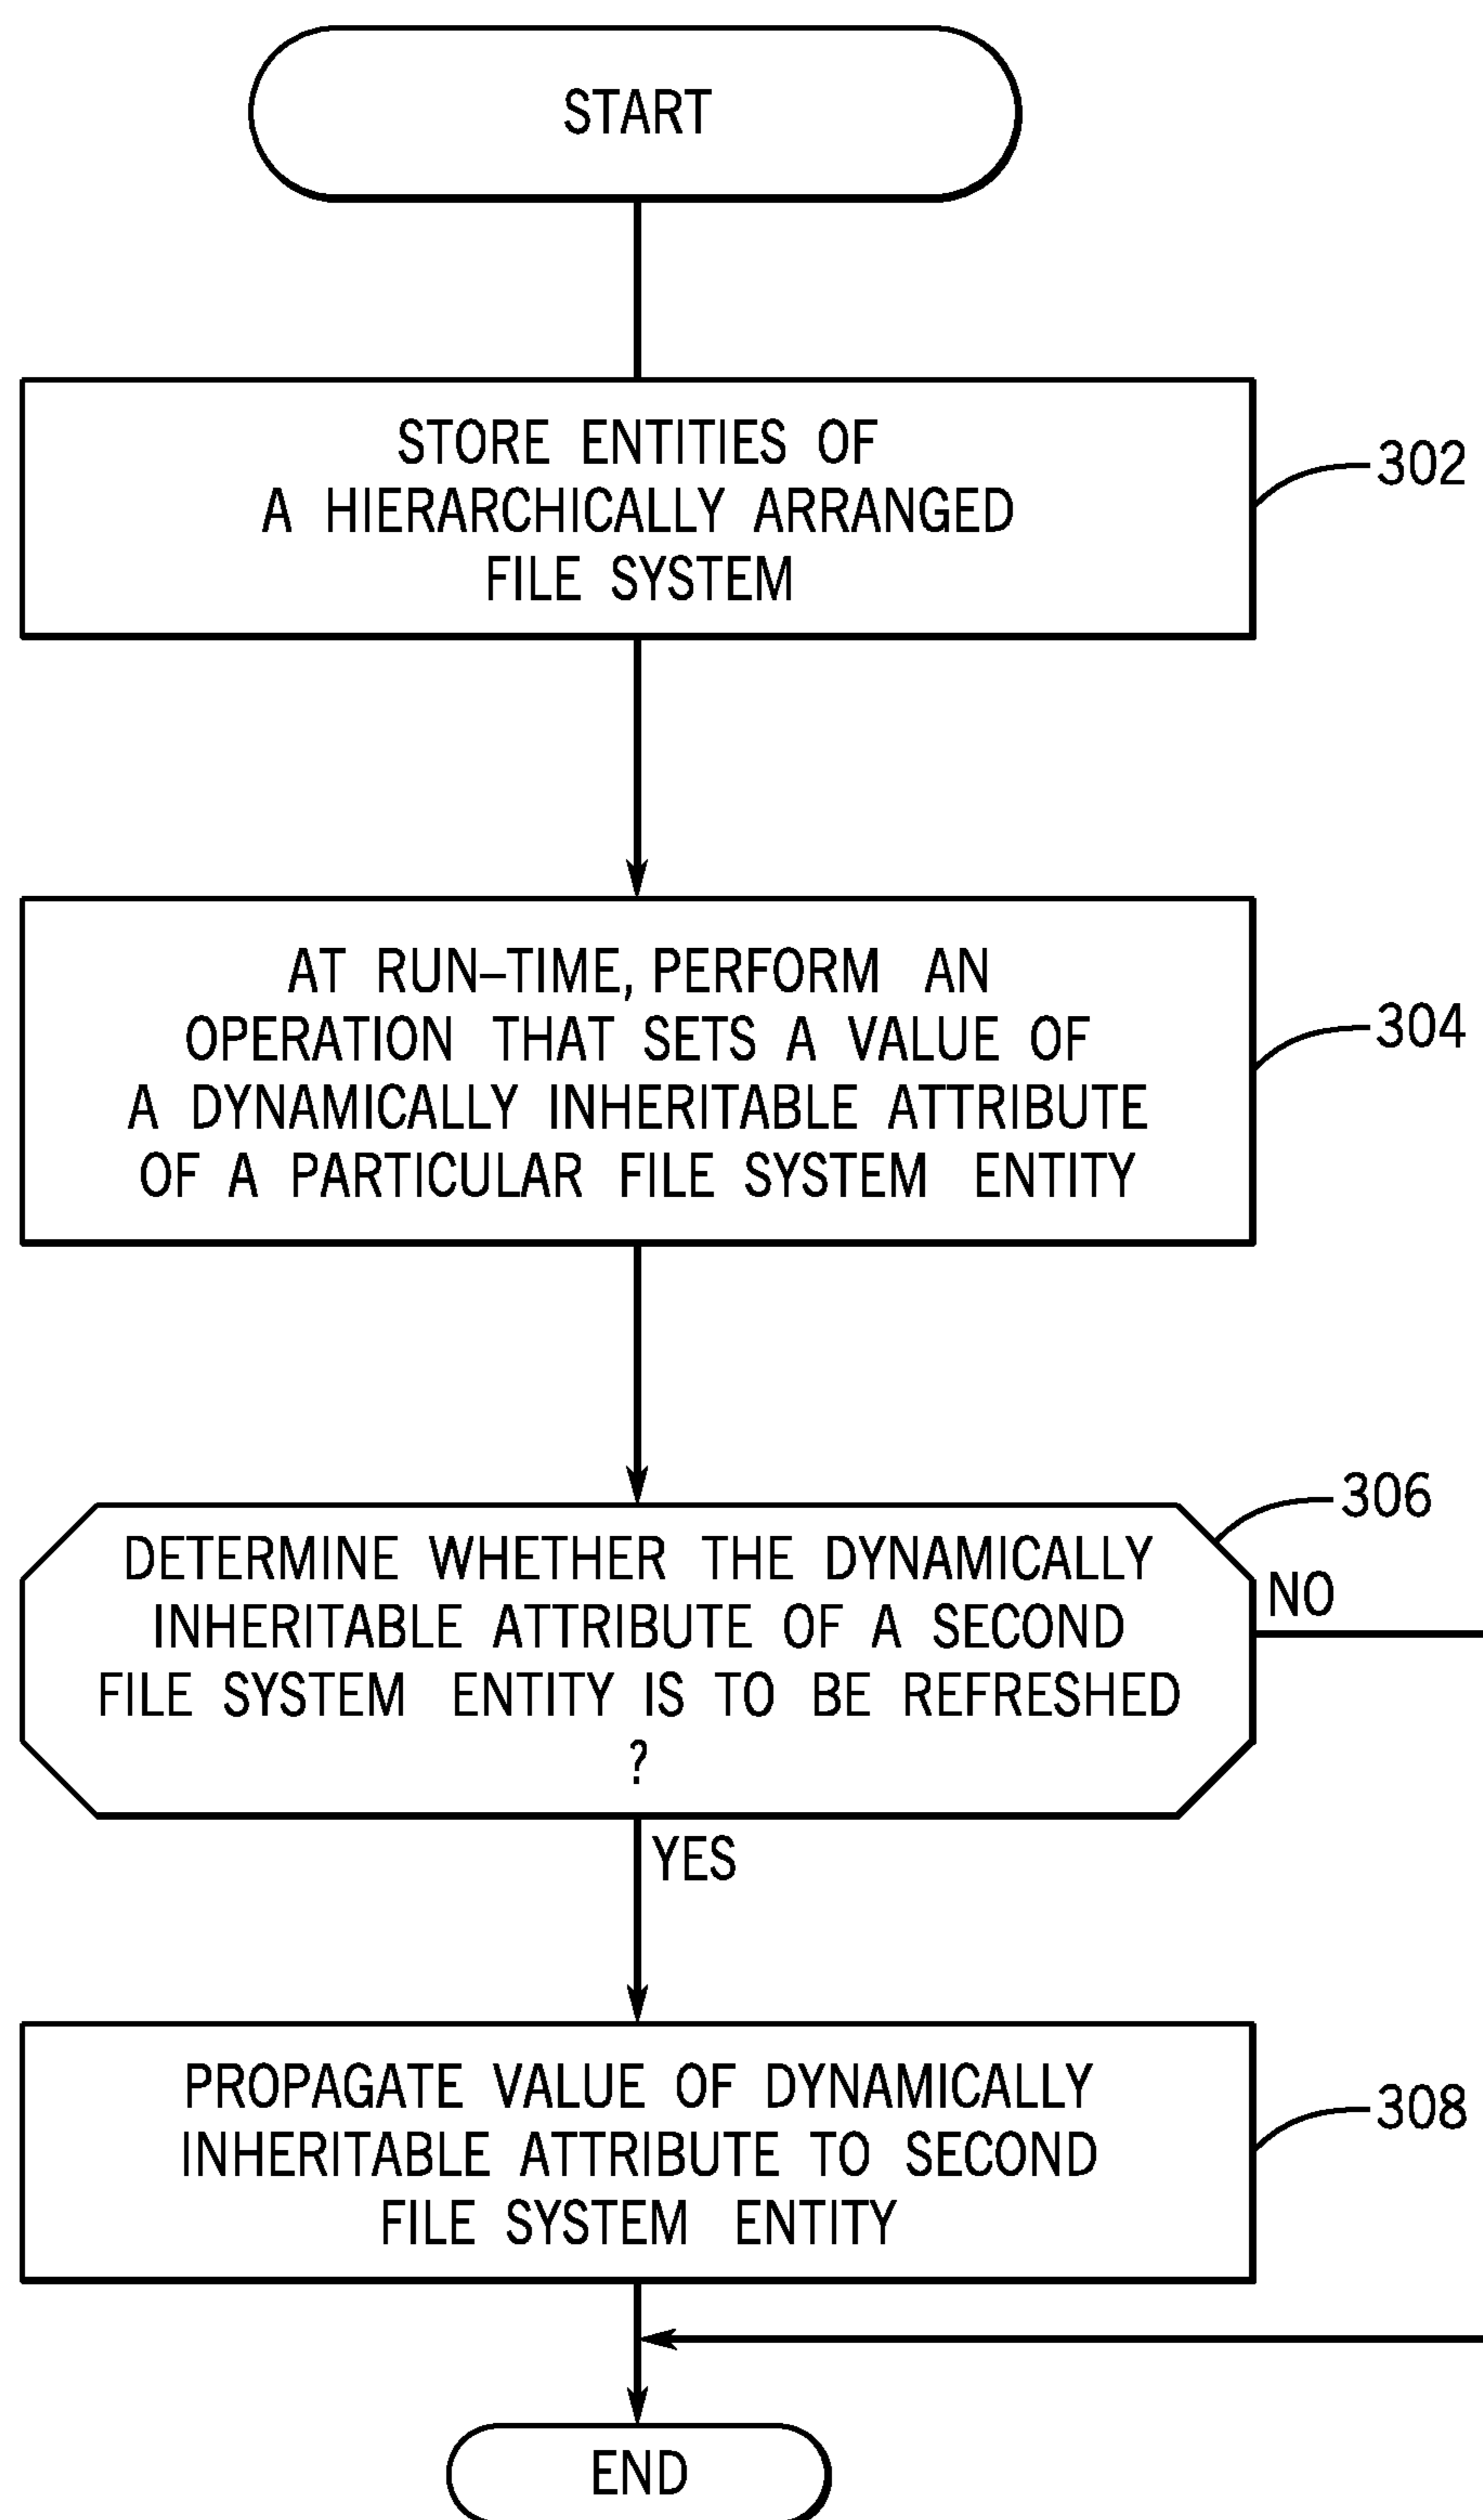 START
STORE ENTITIES OF
A HIERARCHICALLY ARRANGED
FILE SYSTEM
302
AT RUN–TIME, PERFORM AN
OPERATION THAT SETS A VALUE OF
A DYNAMICALLY INHERITABLE ATTRIBUTE
OF A PARTICULAR FILE SYSTEM ENTITY
304
306
DETERMINE WHETHER THE DYNAMICALLY
INHERITABLE ATTRIBUTE OF A SECOND
FILE SYSTEM ENTITY IS TO BE REFRESHED
?
NO
YES
PROPAGATE VALUE OF DYNAMICALLY
INHERITABLE ATTRIBUTE TO SECOND
FILE SYSTEM ENTITY
308
END